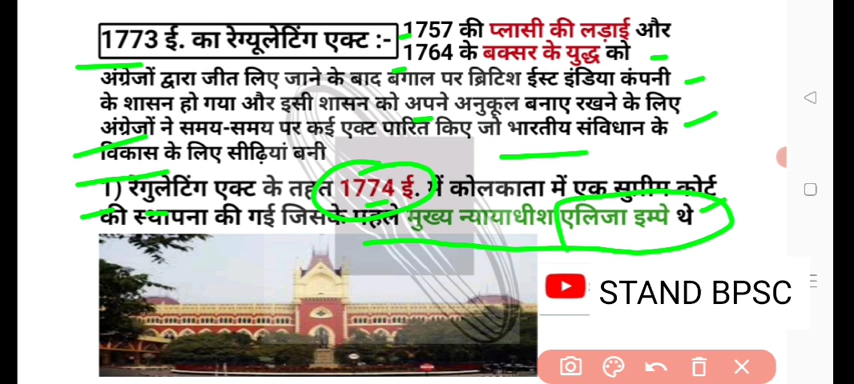 1773 ई. का रेग्यूलेटिंग एक्ट :- 1757 की प्लासी की लड़ाई और
1764 के बक्सर के युद्ध को
अंग्रेजों द्वारा जीत लिए जाने के बाद बंगाल पर ब्रिटिश ईस्ट इंडिया कंपनी
के शासन हो गया और इसी शासन को अपने अनुकूल बनाए रखने के लिए
अंग्रेजों ने समय-समय पर कई एक्ट पारित किए जो भारतीय संविधान के
विकास के लिए सीढ़ियां बनी
1) रेगुलेटिंग एक्ट के तहत 1774 ई. में कोलकाता में एक सुप्रीम कोर्ट
की स्थापना की गई जिसके पहले मुख्य न्यायाधीश एलिजा इम्पे थे
STAND BPSC